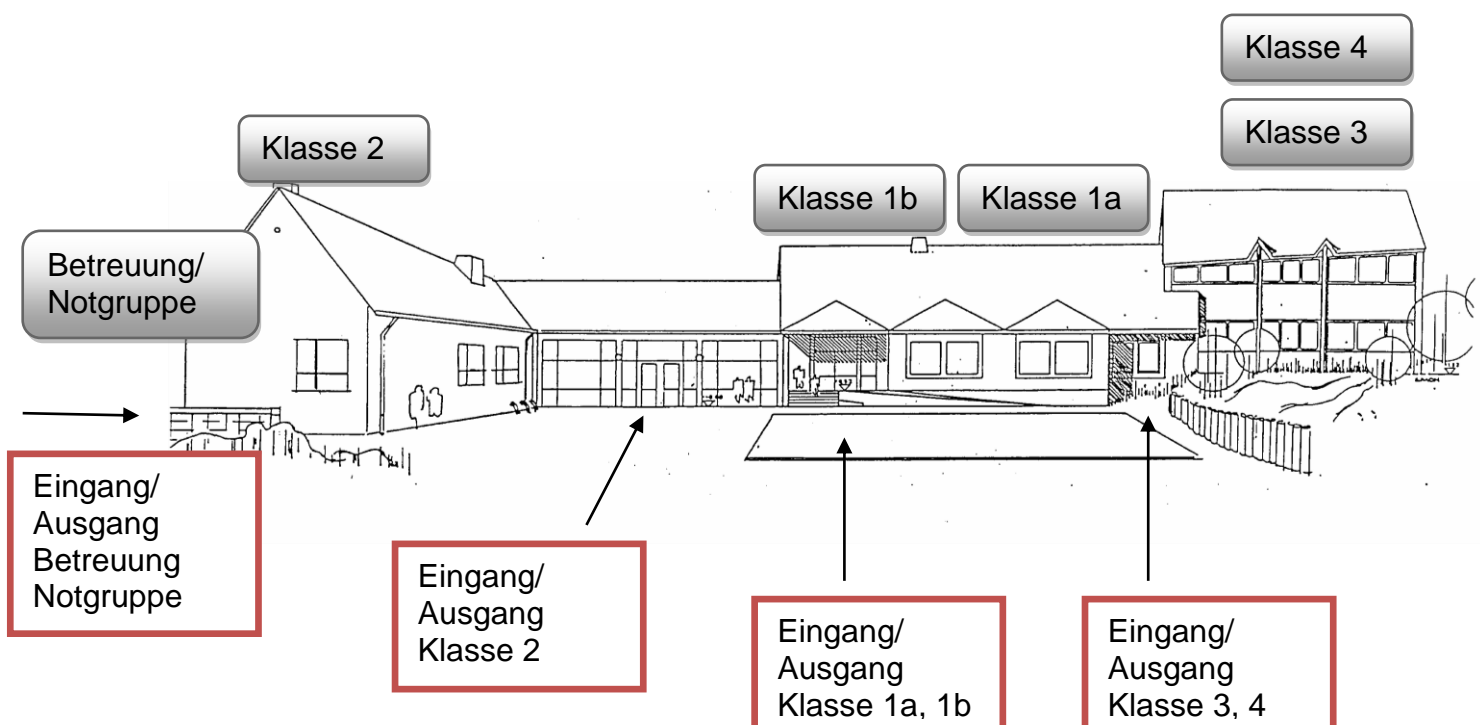 Klasse 4
Klasse 3
Klasse 2
Klasse 1b
Klasse 1a
Betreuung/
Notgruppe
Eingang/
Ausgang
Betreuung
Notgruppe
Eingang/
Ausgang
Klasse 2
Eingang/
Ausgang
Klasse 1a, 1b
Eingang/
Ausgang
Klasse 3, 4